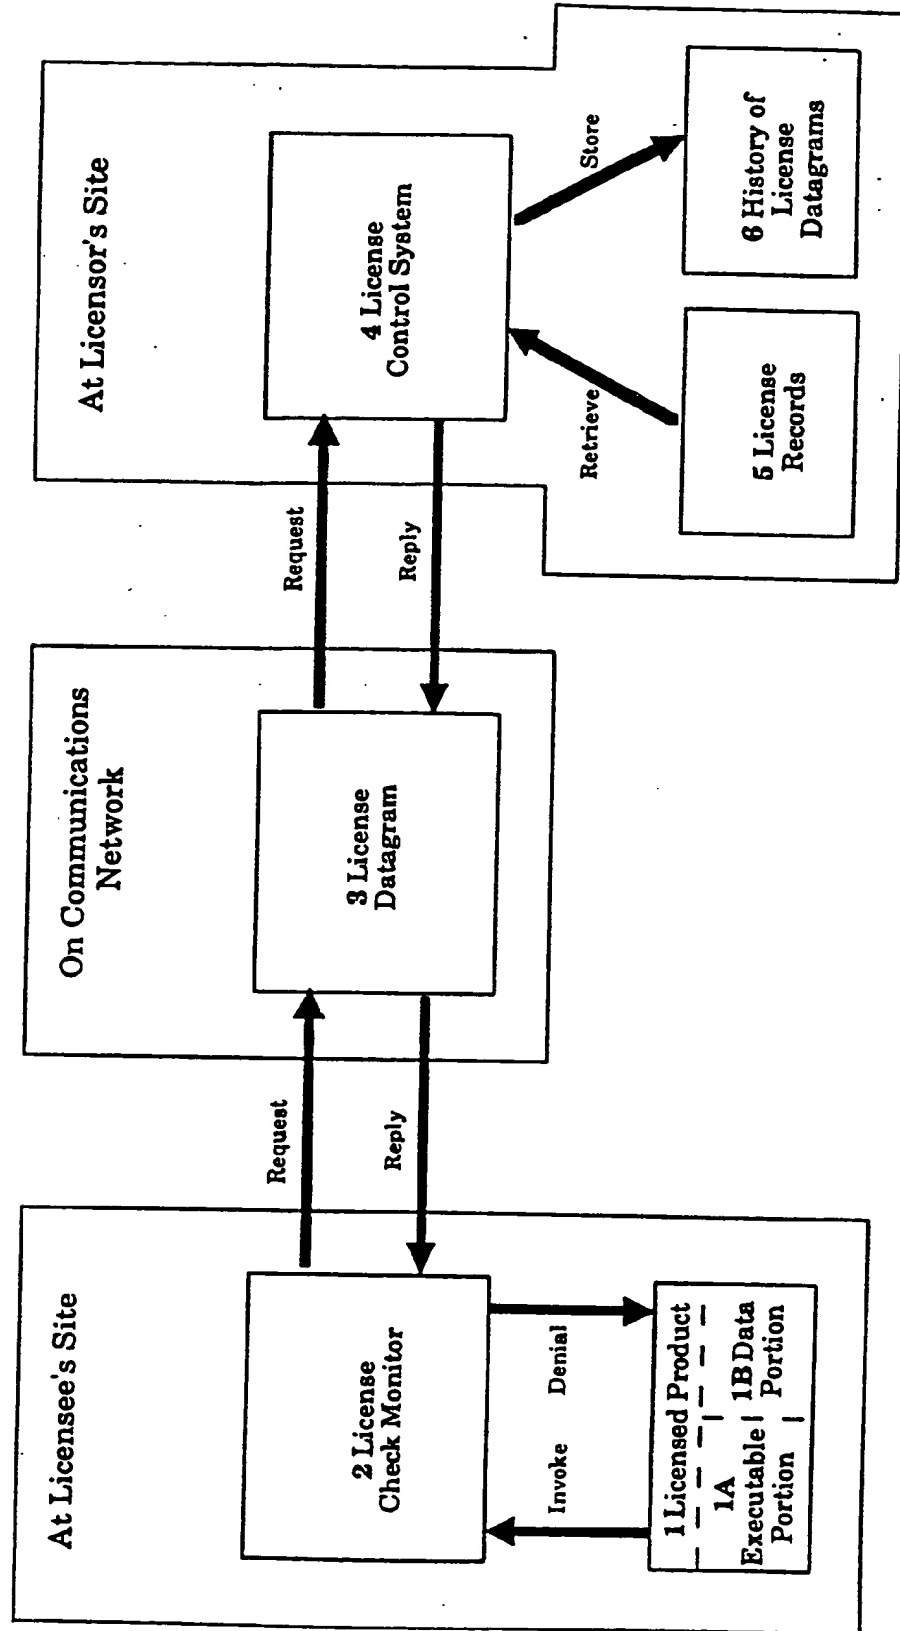 At Licensee's Site
2 License
Check Monitor
Invoke
Denial
1 Licensed Product
1A
Executable
Portion
1B Data
Portion
Request
Reply
On Communications
Network
3 License
Datagram
Request
Reply
At Licensor's Site
4 License
Control System
Retrieve
Store
5 License
Records
6 History of
License
Datagrams